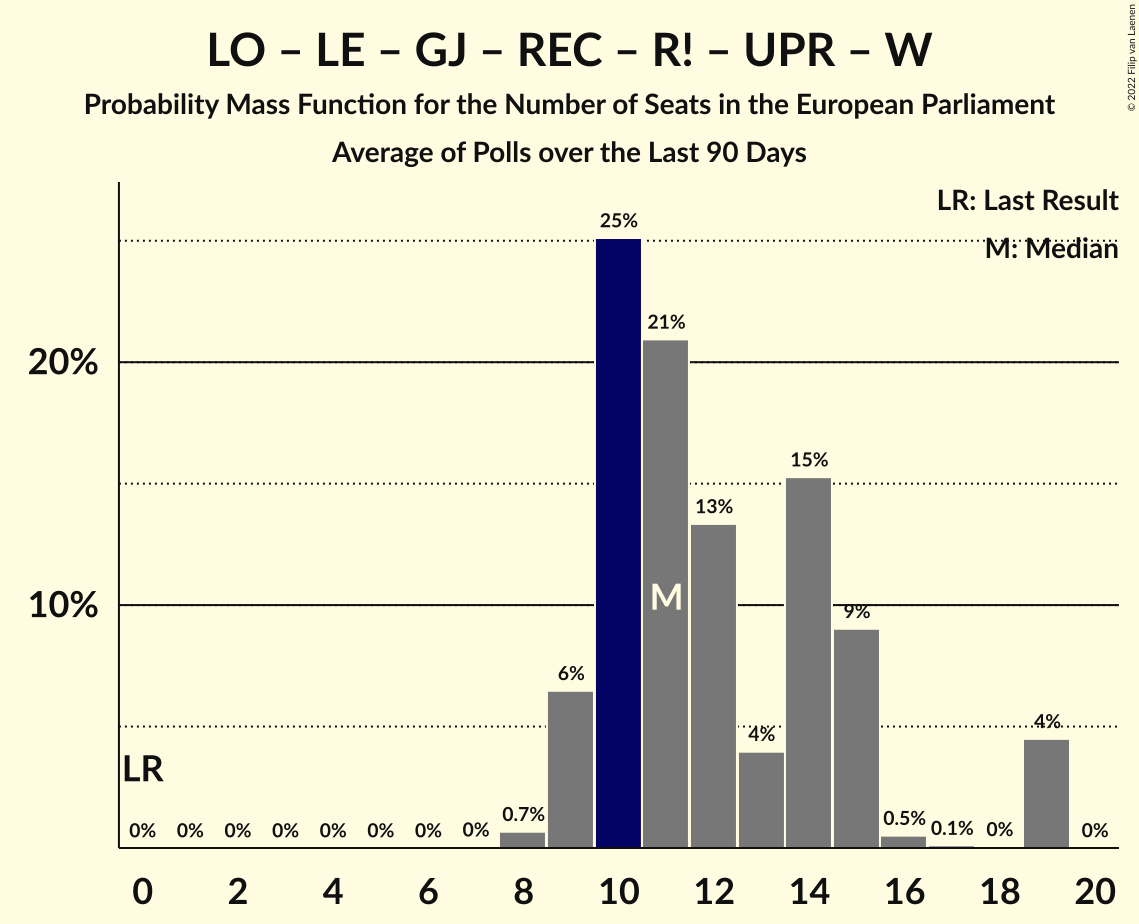 LO – LE – GJ – REC – R! – UPR – W
Probability Mass Function for the Number of Seats in the European Parliament
Average of Polls over the Last 90 Days
© 2022 Filip van Laenen
LR: Last Result
M: Median
25%
21%
20%
15%
13%
M
10%
9%
6%
4%
4%
LR
0% 0% 0% 0% 0% 0% 0% 0% 0.7% 0.5% 0.1% 0% 0%
0 2 4 6 8 10 12 14 16 18 20